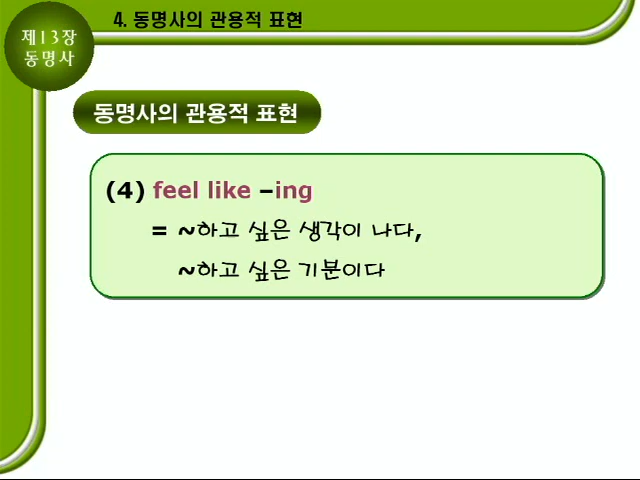 4. 동명사의 관용적 표현
제13장
동명사
동명사의 관용적 표현
(4) feel like –ing
= ~하고 싶은 생각이 나다,
~하고 싶은 기분이다